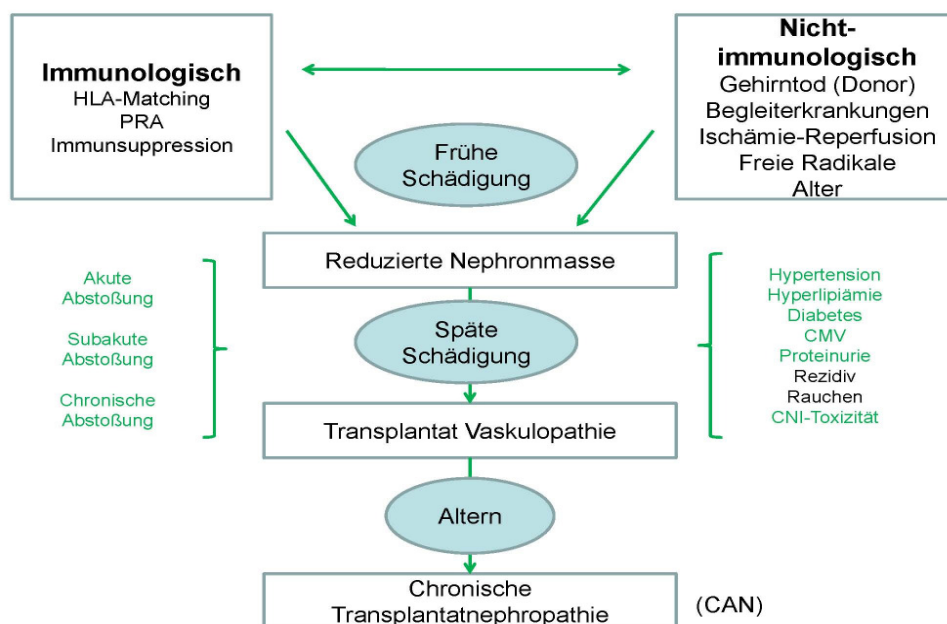 Immunologisch
HLA-Matching
PRA
Immunsuppression
Nicht-
immunologisch
Gehirntod (Donor)
Begleiterkrankungen
Ischämie-Reperfusion
Freie Radikale
Alter
Frühe
Schädigung
Reduzierte Nephronmasse
Akute
Abstoßung
Subakute
Abstoßung
Chronische
Abstoßung
Späte
Schädigung
Hypertension
Hyperlipiämie
Diabetes
CMV
Proteinurie
Rezidiv
Rauchen
CNI-Toxizität
Transplantat Vaskulopathie
Altern
Chronische
Transplantatnephropathie
(CAN)